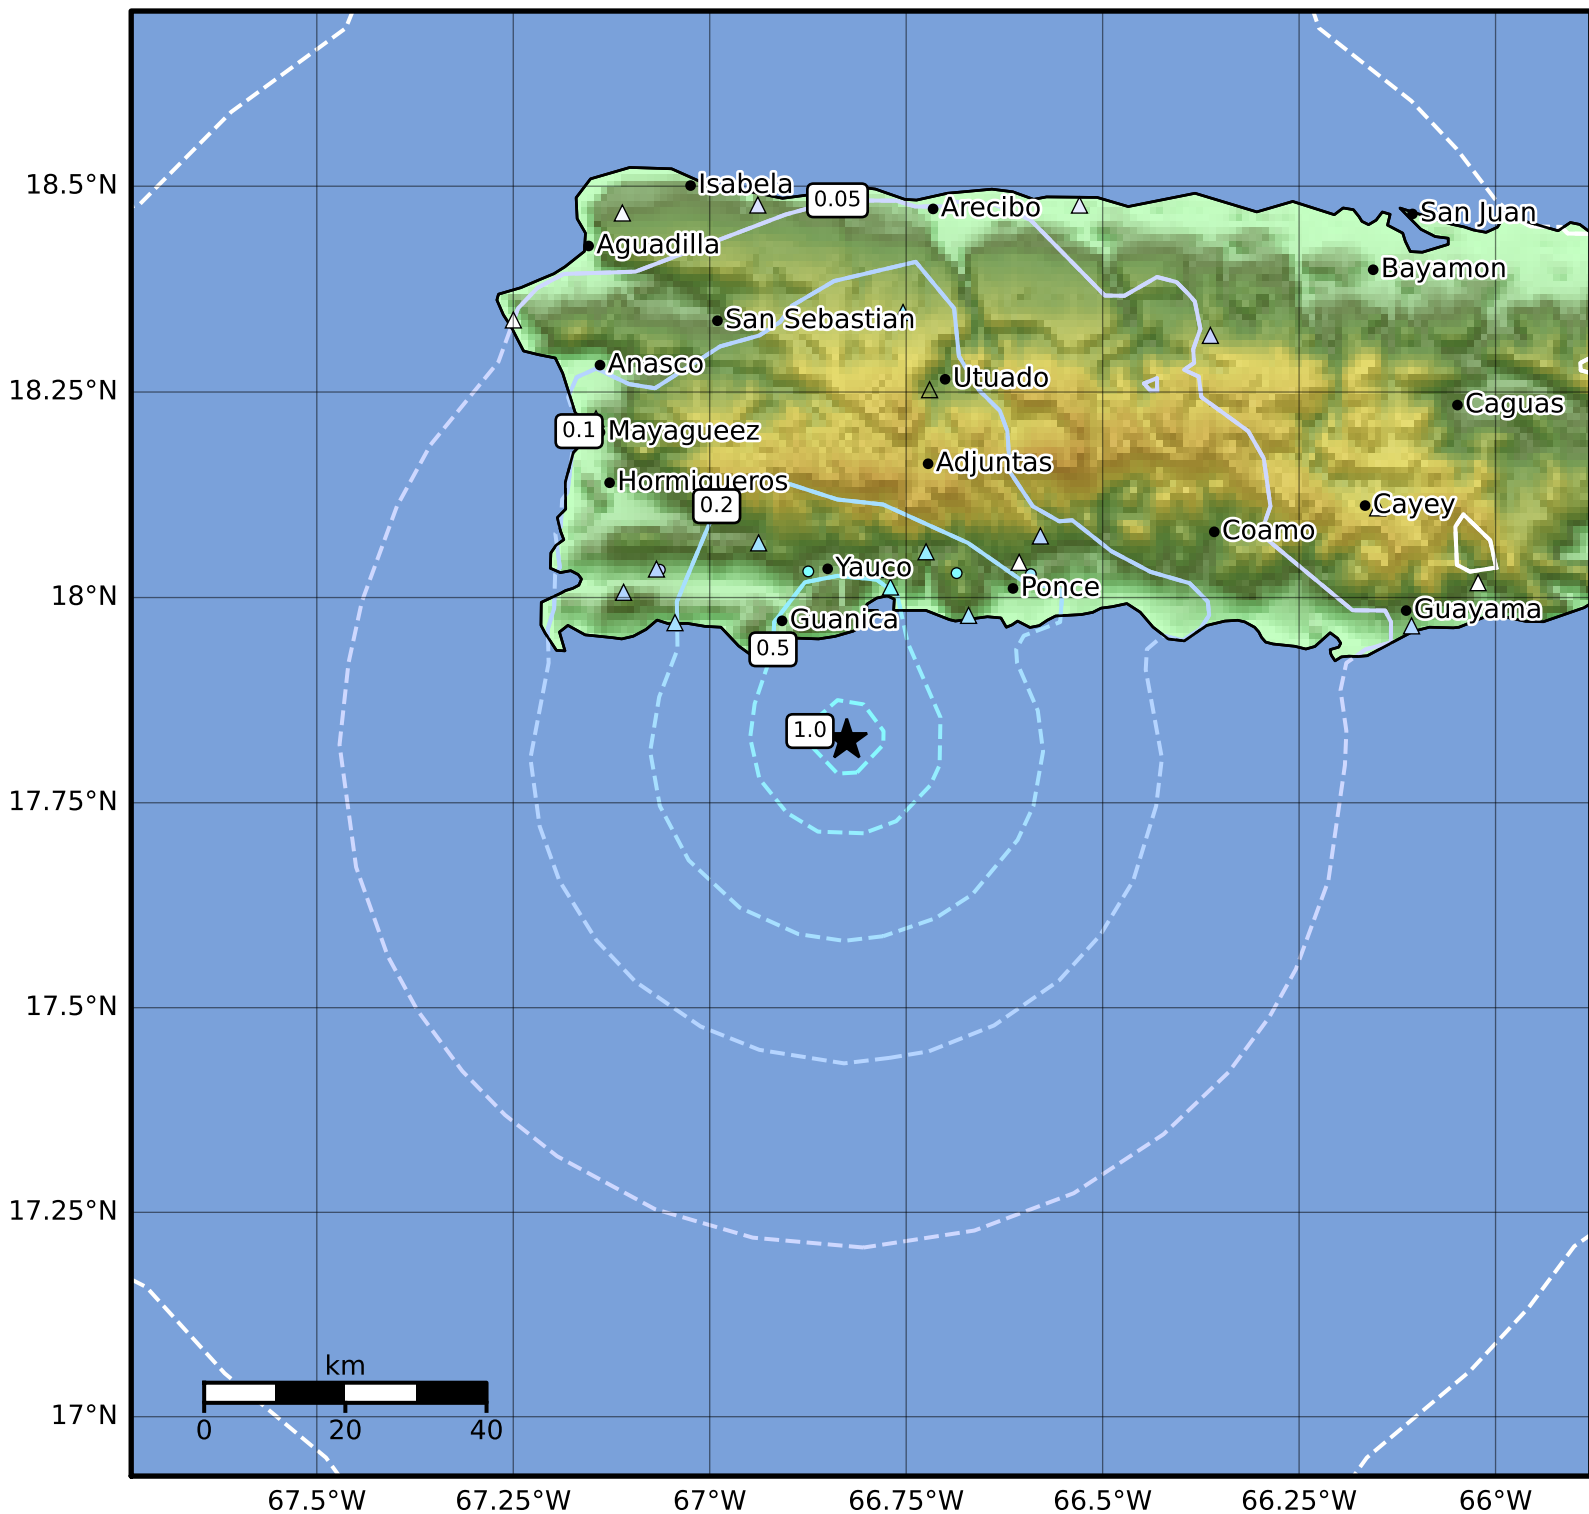 Isabela
18.5°N
0.05
Arecibo
San Juan
Aguadilla
Bayamon
San Sebastian
Anasco
Utuado
18.25°N
Caguas
0.1
Mayagueez
Adjuntas
Hormigueros
0.2
Cayey
Coamo
Yauco
Ponce
18°N
Guayama
Guanica
0.5
1.0
17.75°N
17.5°N
17.25°N
km
17°N
0 20 40
67.5°W 67.25°W 67°W 66.75°W 66.5°W 66.25°W 66°W